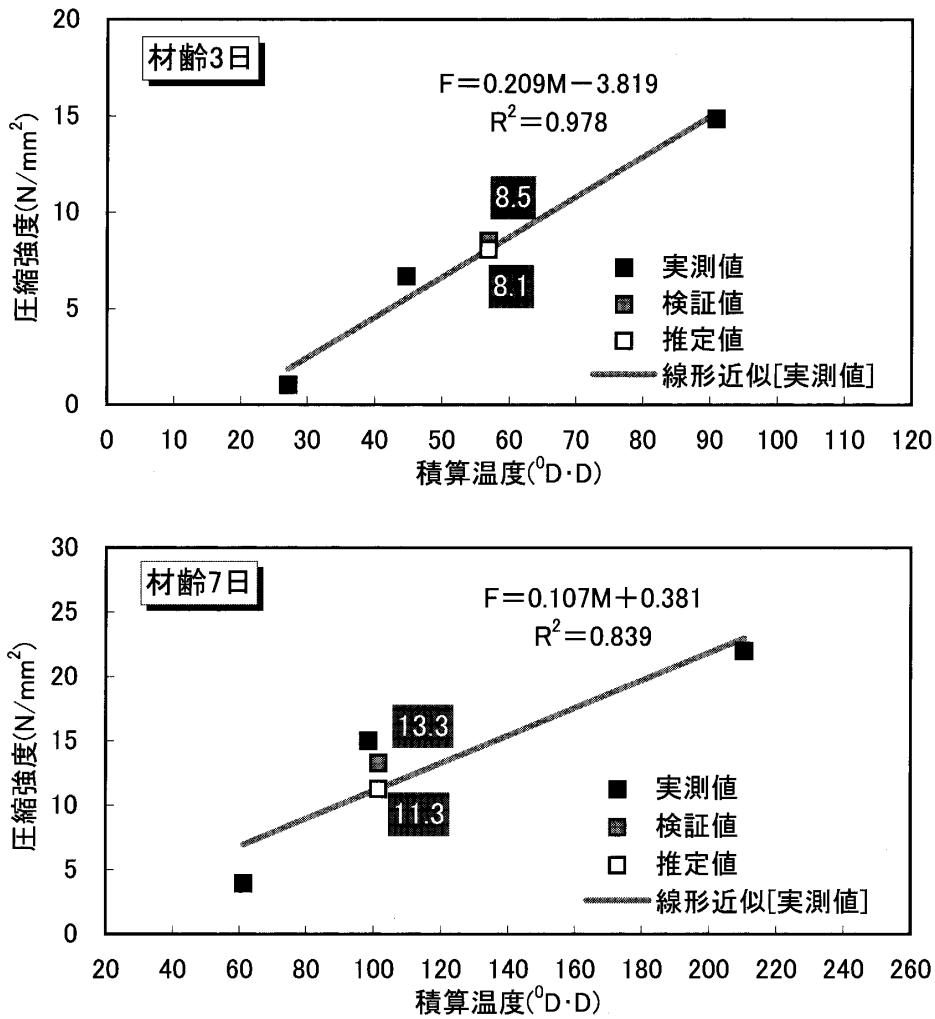 材齢3日
F=0.209M-3.819
R²=0.978
8.5
8.1
実測値
検証値
推定値
線形近似[実測値]
圧縮強度(N/mm²)
20
15
10
5
0
0 10 20 30 40 50 60 70 80 90 100 110 120
積算温度(⁰D·D)
材齢7日
F=0.107M+0.381
R²=0.839
13.3
11.3
実測値
検証値
推定値
線形近似[実測値]
圧縮強度(N/mm²)
30
25
20
15
10
5
0
20 40 60 80 100 120 140 160 180 200 220 240 260
積算温度(⁰D·D)